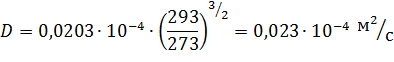 D = 0,0203 · 10⁻⁴ · (293/273)^(3/2) = 0,023 · 10⁻⁴ м²/с